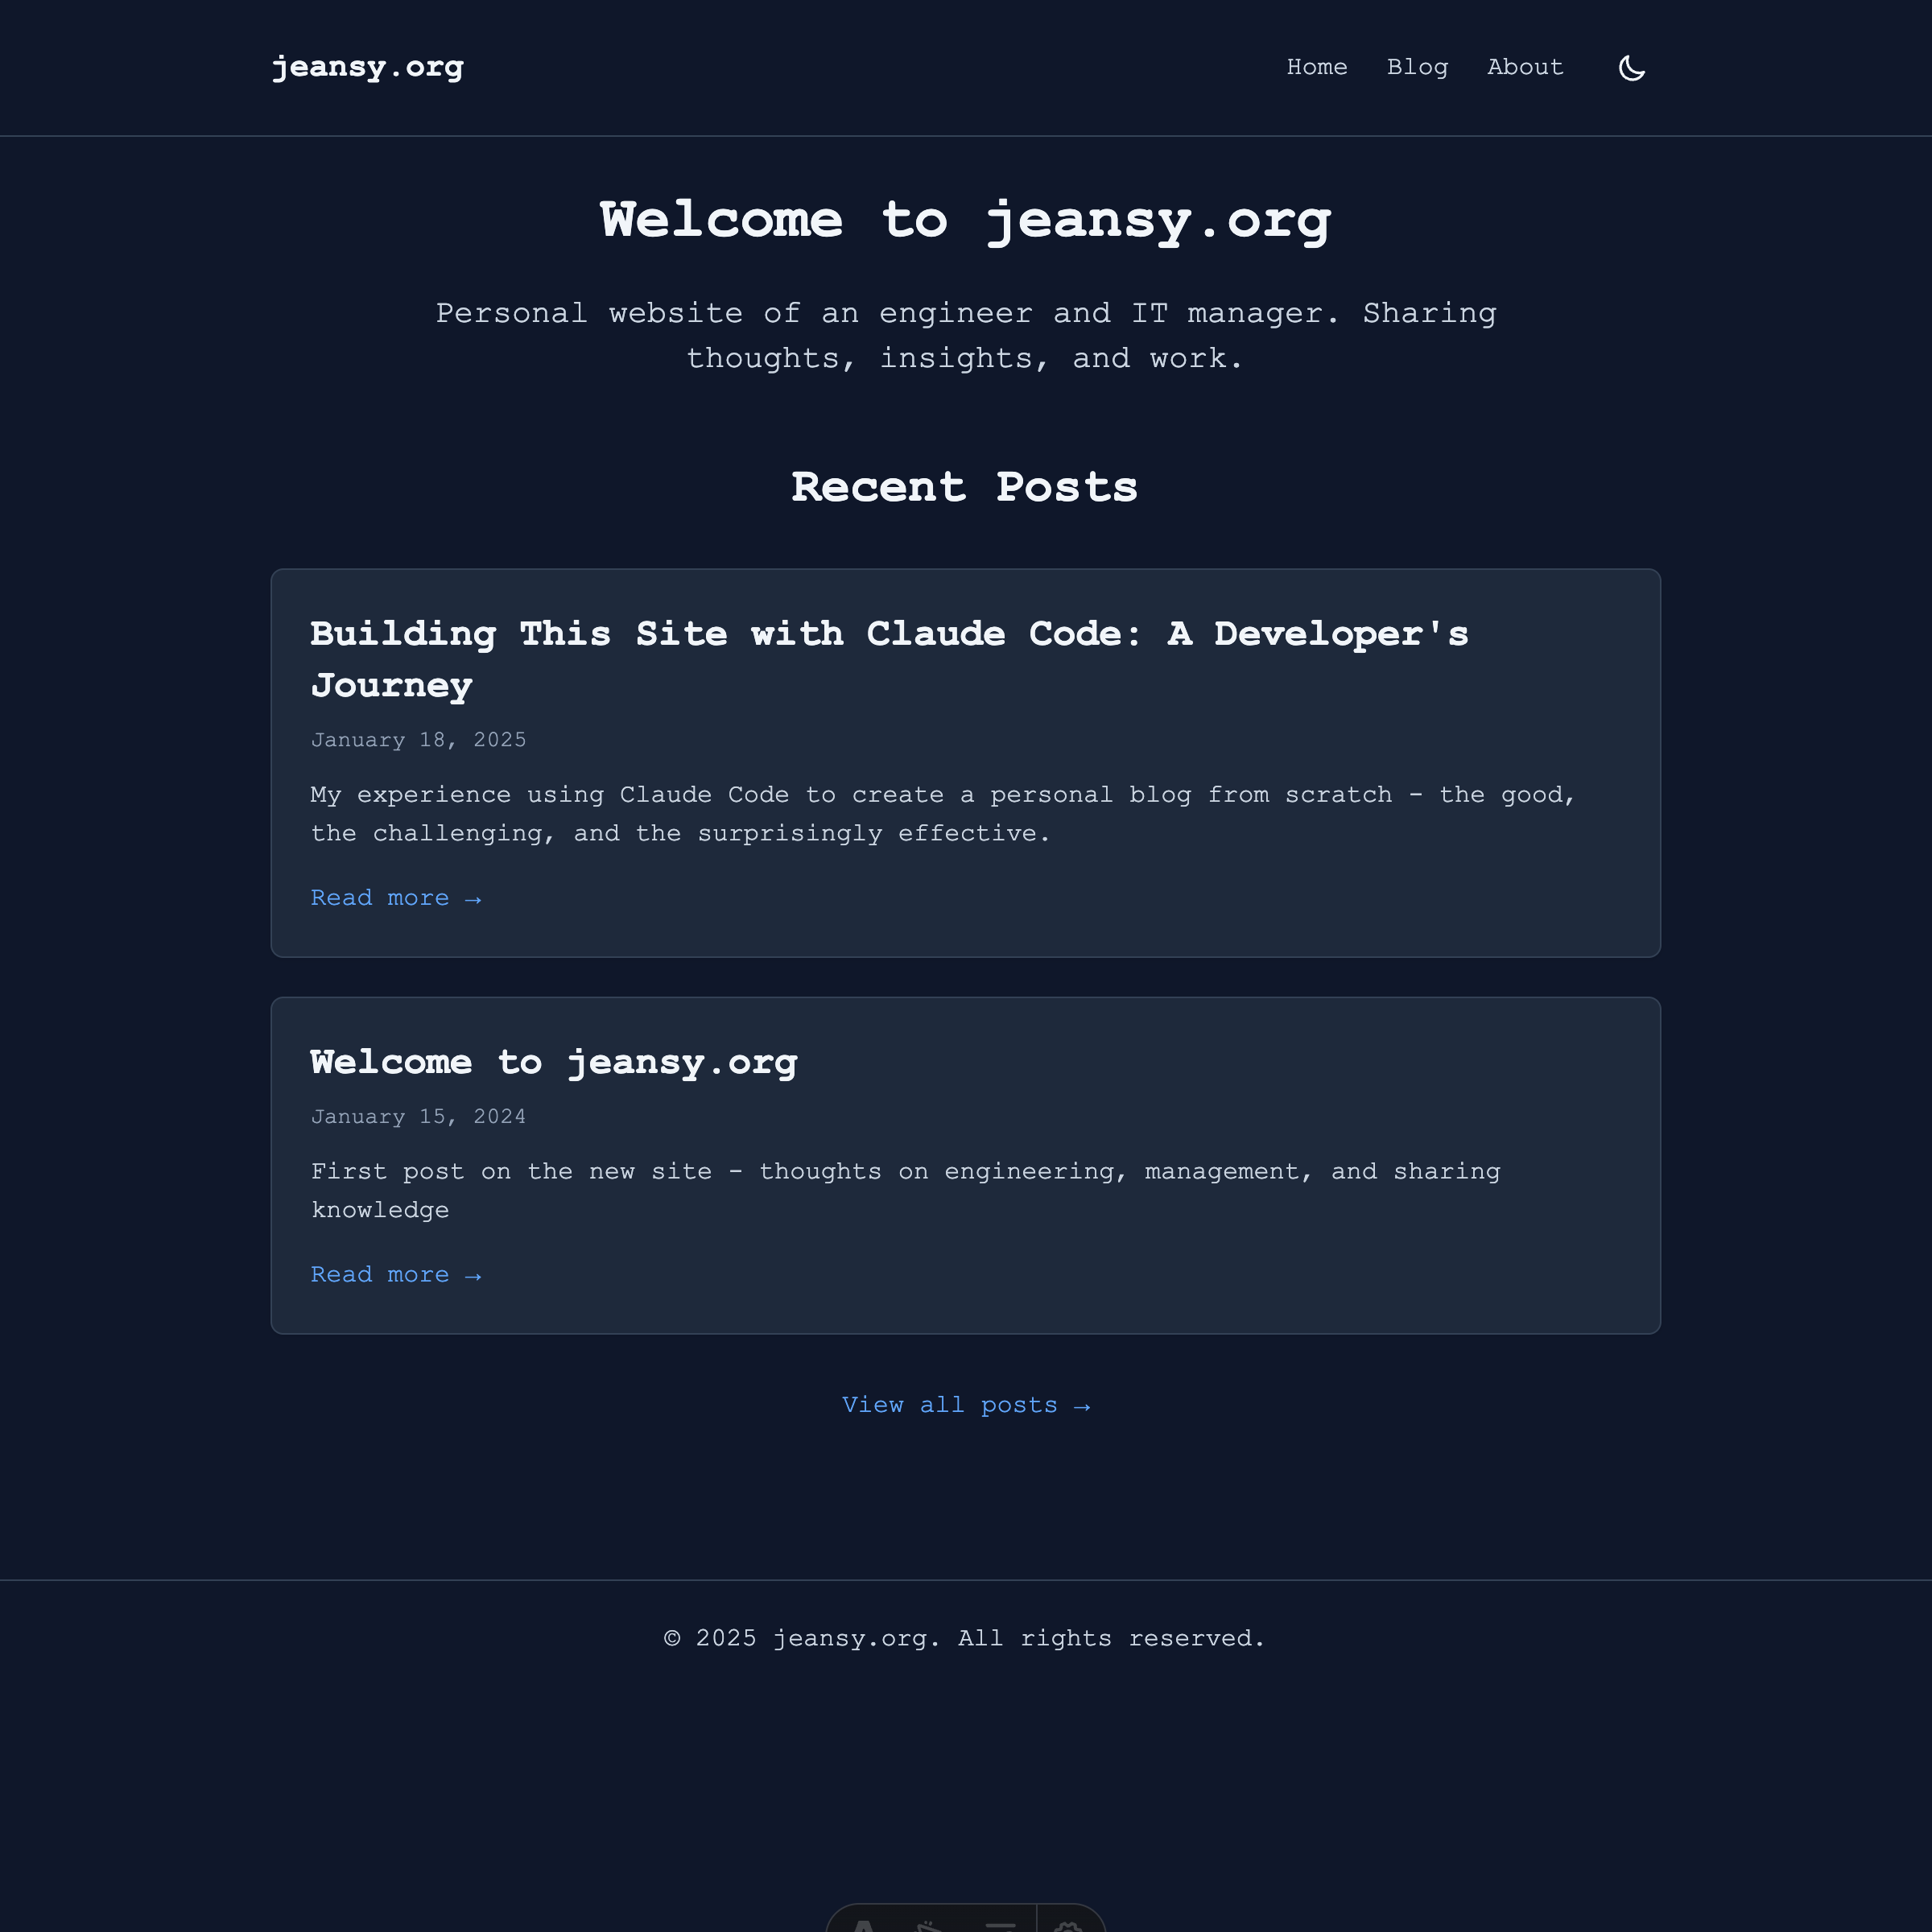 jeansy.org
Home Blog About
Welcome to jeansy.org
Personal website of an engineer and IT manager. Sharing
thoughts, insights, and work.
Recent Posts
Building This Site with Claude Code: A Developer's
Journey
January 18, 2025
My experience using Claude Code to create a personal blog from scratch - the good,
the challenging, and the surprisingly effective.
Read more →
Welcome to jeansy.org
January 15, 2024
First post on the new site - thoughts on engineering, management, and sharing
knowledge
Read more →
View all posts →
© 2025 jeansy.org. All rights reserved.